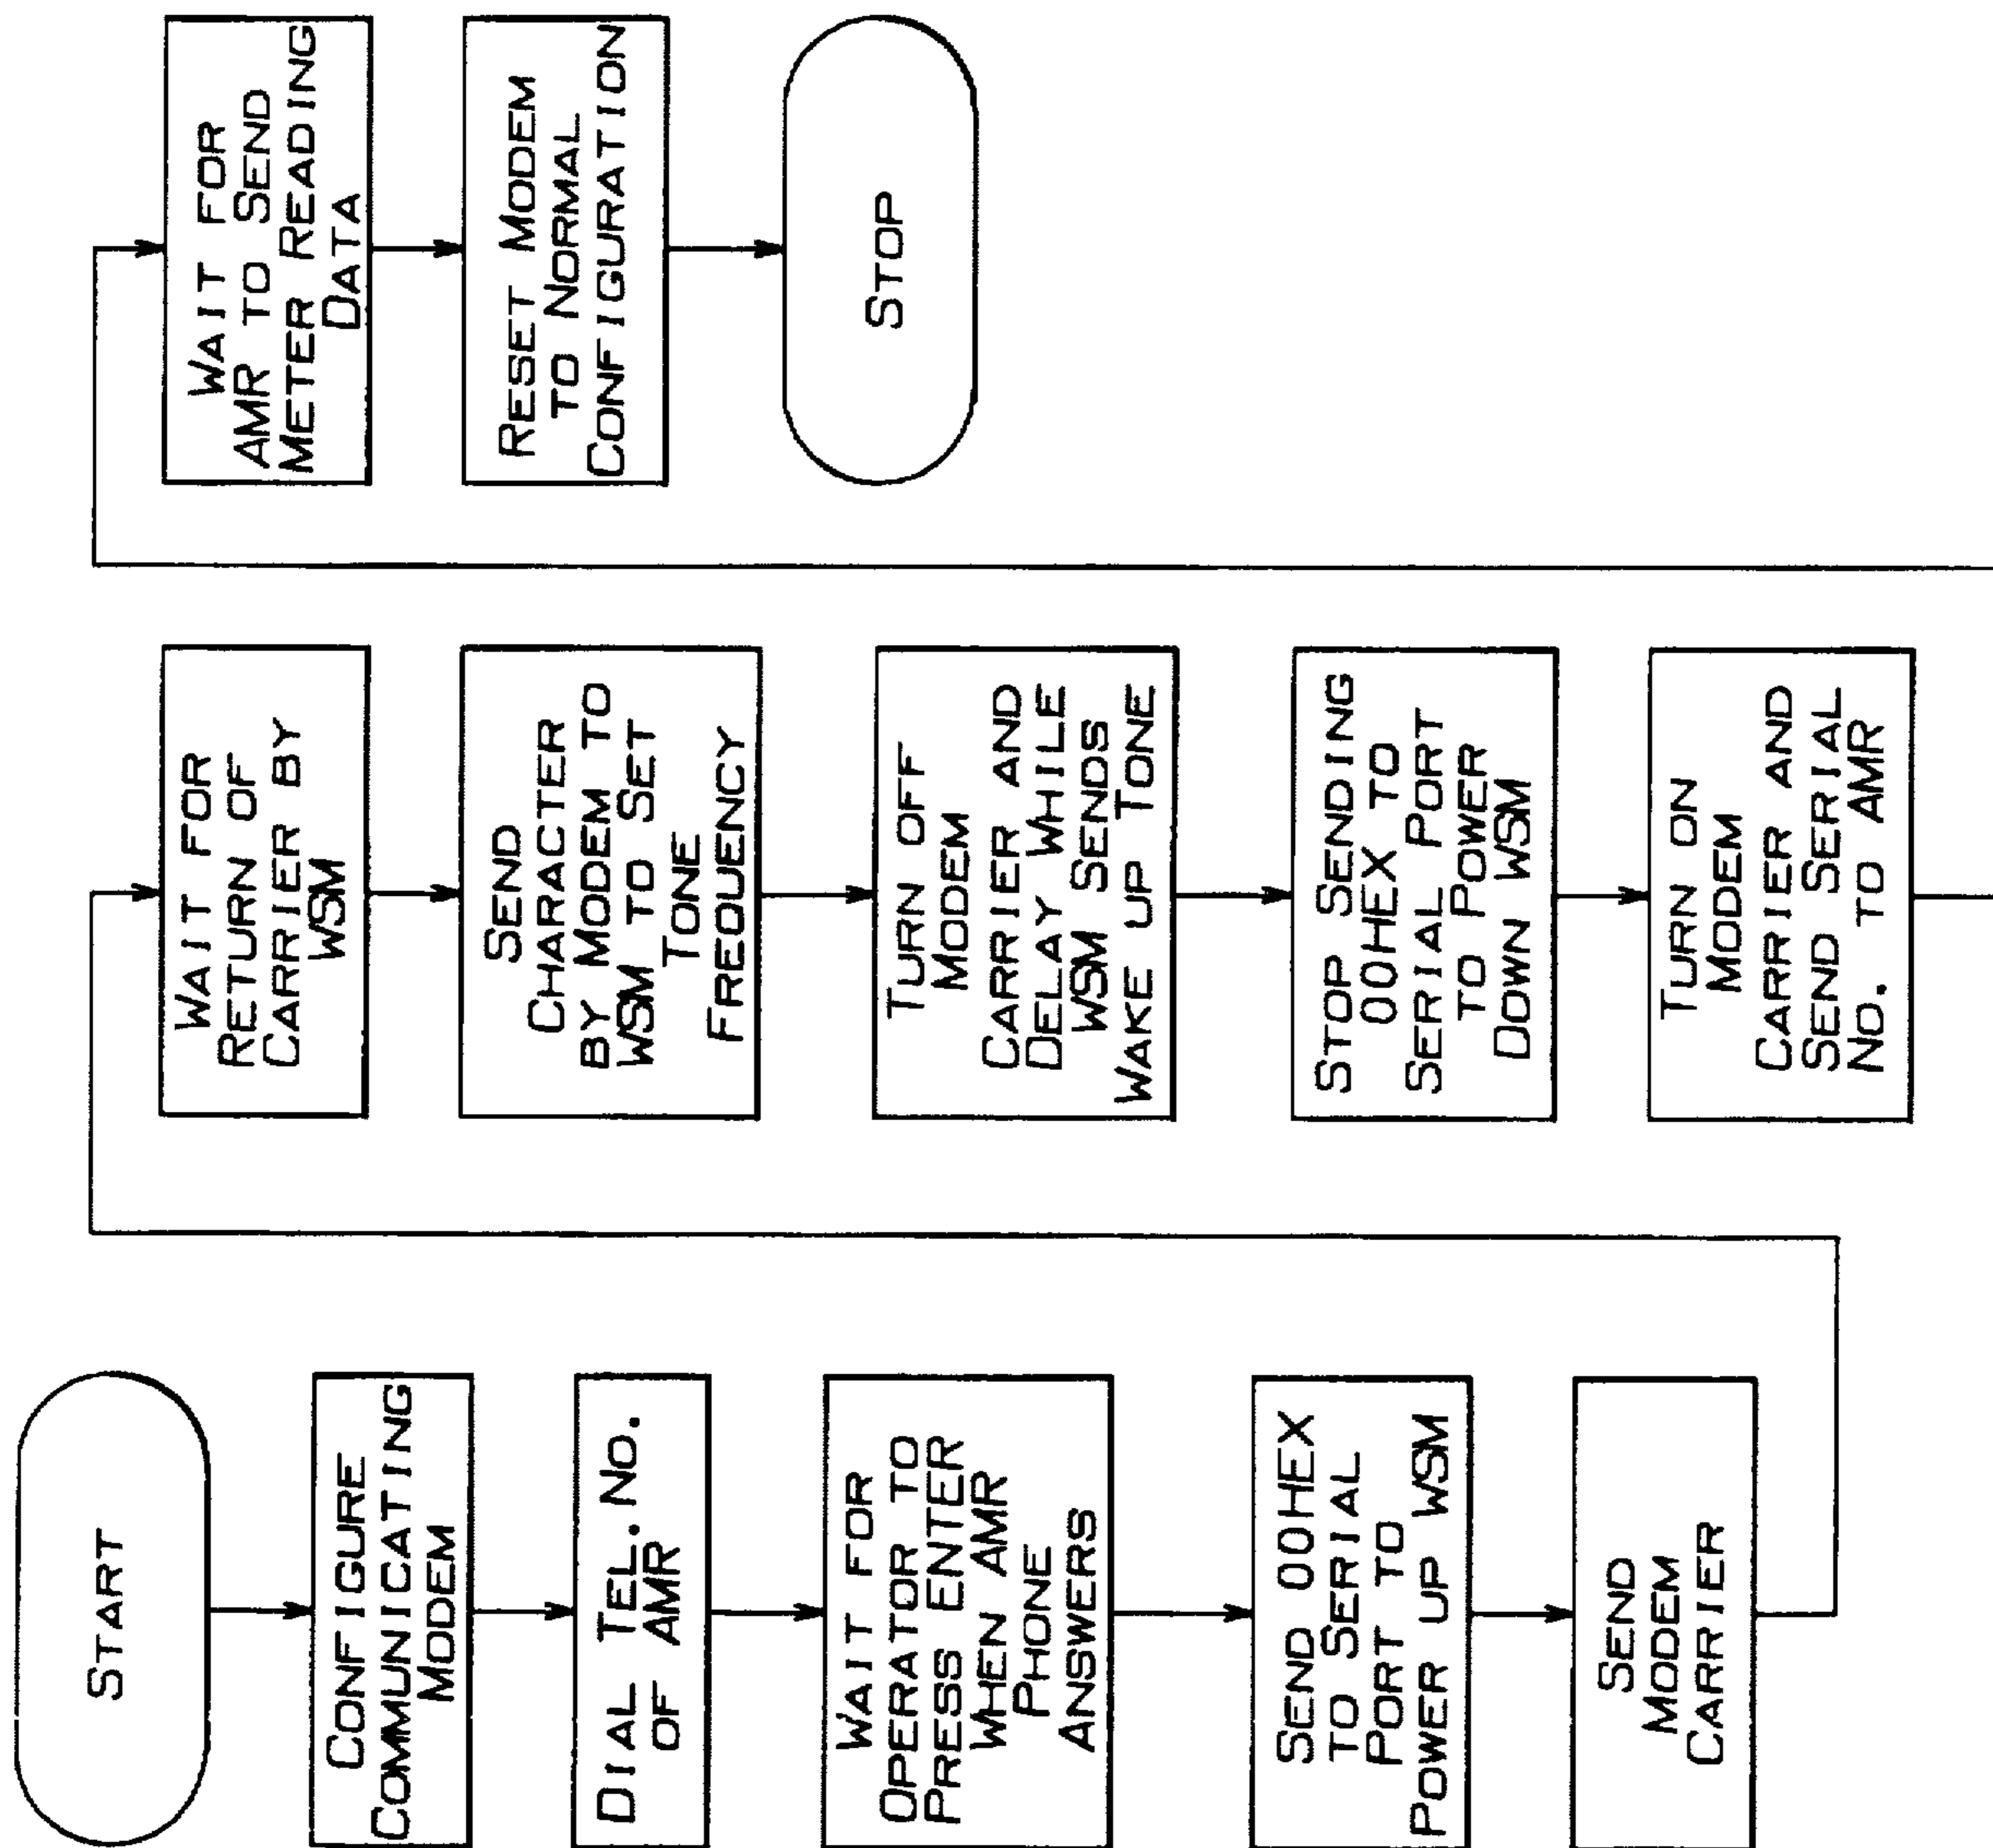 START
CONFIGURE
COMMUNICATING
MODEM
DIAL TEL. NO.
OF AMR
WAIT FOR
OPERATOR TO
PRESS ENTER
WHEN AMR
PHONE
ANSWERS
SEND 00HEX
TO SERIAL
PORT TO
POWER UP WSM
SEND
MODEM
CARRIER
WAIT FOR
RETURN OF
CARRIER BY
WSM
SEND
CHARACTER
BY MODEM TO
WSM TO SET
TONE
FREQUENCY
TURN OFF
MODEM
CARRIER AND
DELAY WHILE
WSM SENDS
WAKE UP TONE
STOP SENDING
00HEX TO
SERIAL PORT
TO POWER
DOWN WSM
TURN ON
MODEM
CARRIER AND
SEND SERIAL
NO. TO AMR
WAIT FOR
AMR TO SEND
METER READING
DATA
RESET MODEM
TO NORMAL
CONFIGURATION
STOP